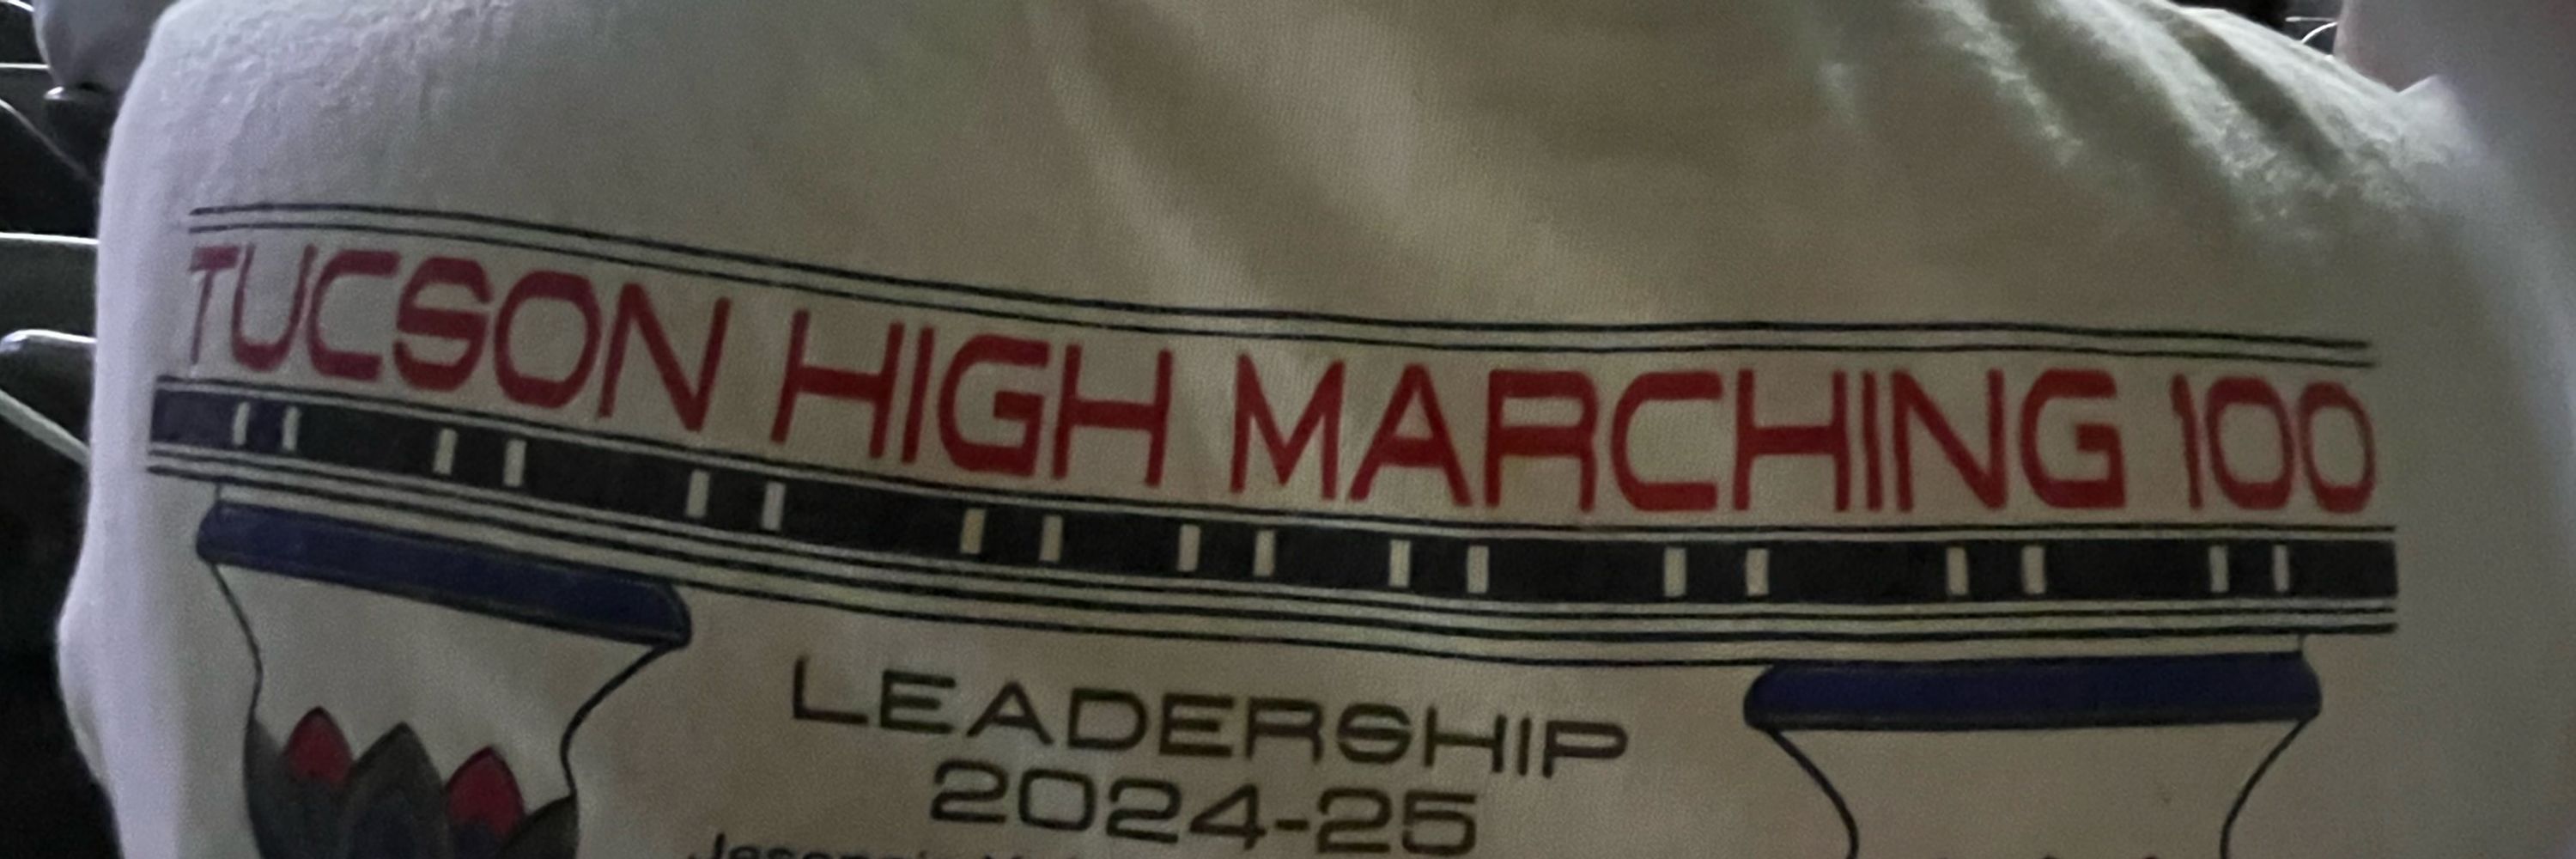 TUCSON HIGH MARCHING 100
LEADERSHIP
2024-25